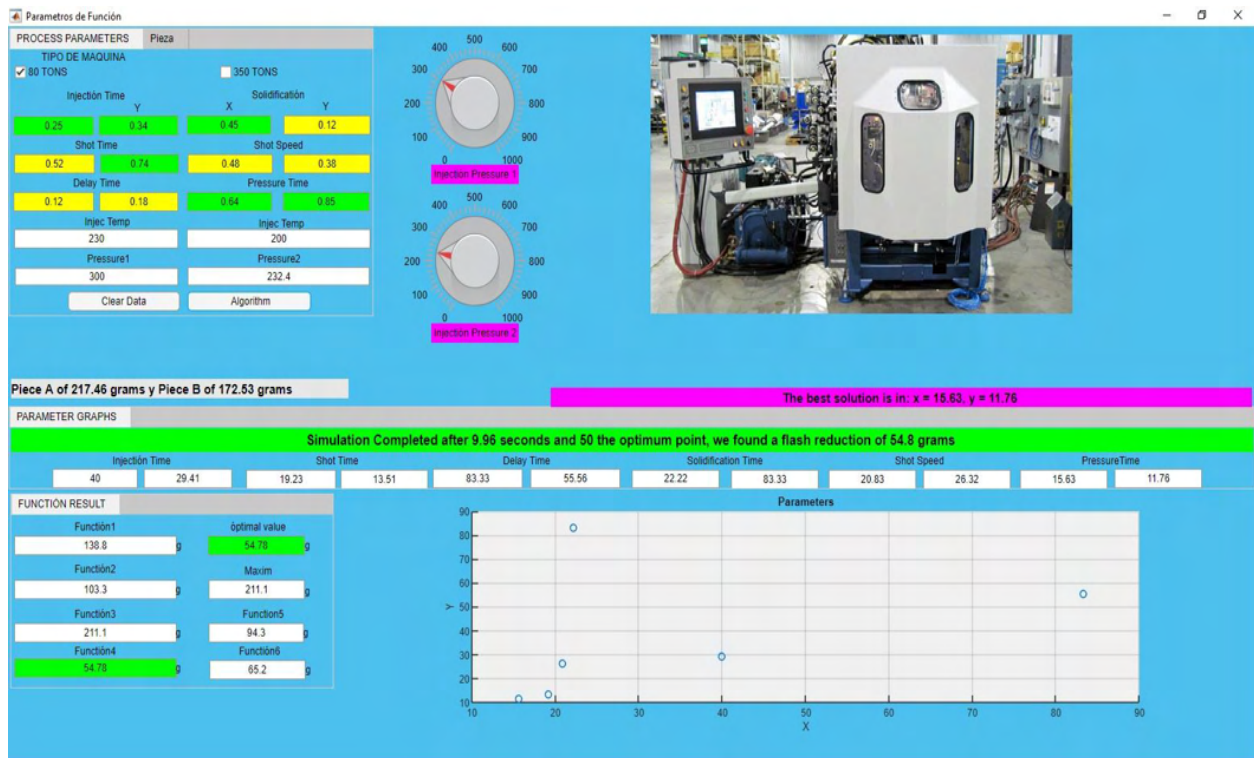 Parametros de Función
PROCESS PARAMETERS Pieza
TIPO DE MAQUINA
80 TONS 350 TONS
Injectión Time Solidificatión
Y X Y
0.25 0.34 0.45 0.12
Shot Time Shot Speed
0.52 0.74 0.48 0.38
Delay Time Pressure Time
0.12 0.18 0.64 0.85
Injec Temp Injec Temp
230 200
Pressure1 Pressure2
300 232.4
Clear Data Algorithm
0 100 200 300 400 500 600 700 800 900 1000
Injectión Pressure 1
0 100 200 300 400 500 600 700 800 900 1000
Injectión Pressure 2
Piece A of 217.46 grams y Piece B of 172.53 grams
The best solution is in: x = 15.63, y = 11.76
PARAMETER GRAPHS
Simulation Completed after 9.96 seconds and 50 the optimum point, we found a flash reduction of 54.8 grams
Injectión Time Shot Time Delay Time Solidification Time Shot Speed PressureTime
40 29.41 19.23 13.51 83.33 55.56 22.22 83.33 20.83 26.32 15.63 11.76
FUNCTIÓN RESULT
Functión1 óptimal value
138.8 g 54.78 g
Functión2 Maxim
103.3 g 211.1 g
Functión3 Function5
211.1 g 94.3 g
Functión4 Functión6
54.78 g 65.2 g
Parameters
90
80
70
60
50
40
30
20
10
Y
10 20 30 40 50 60 70 80 90
X